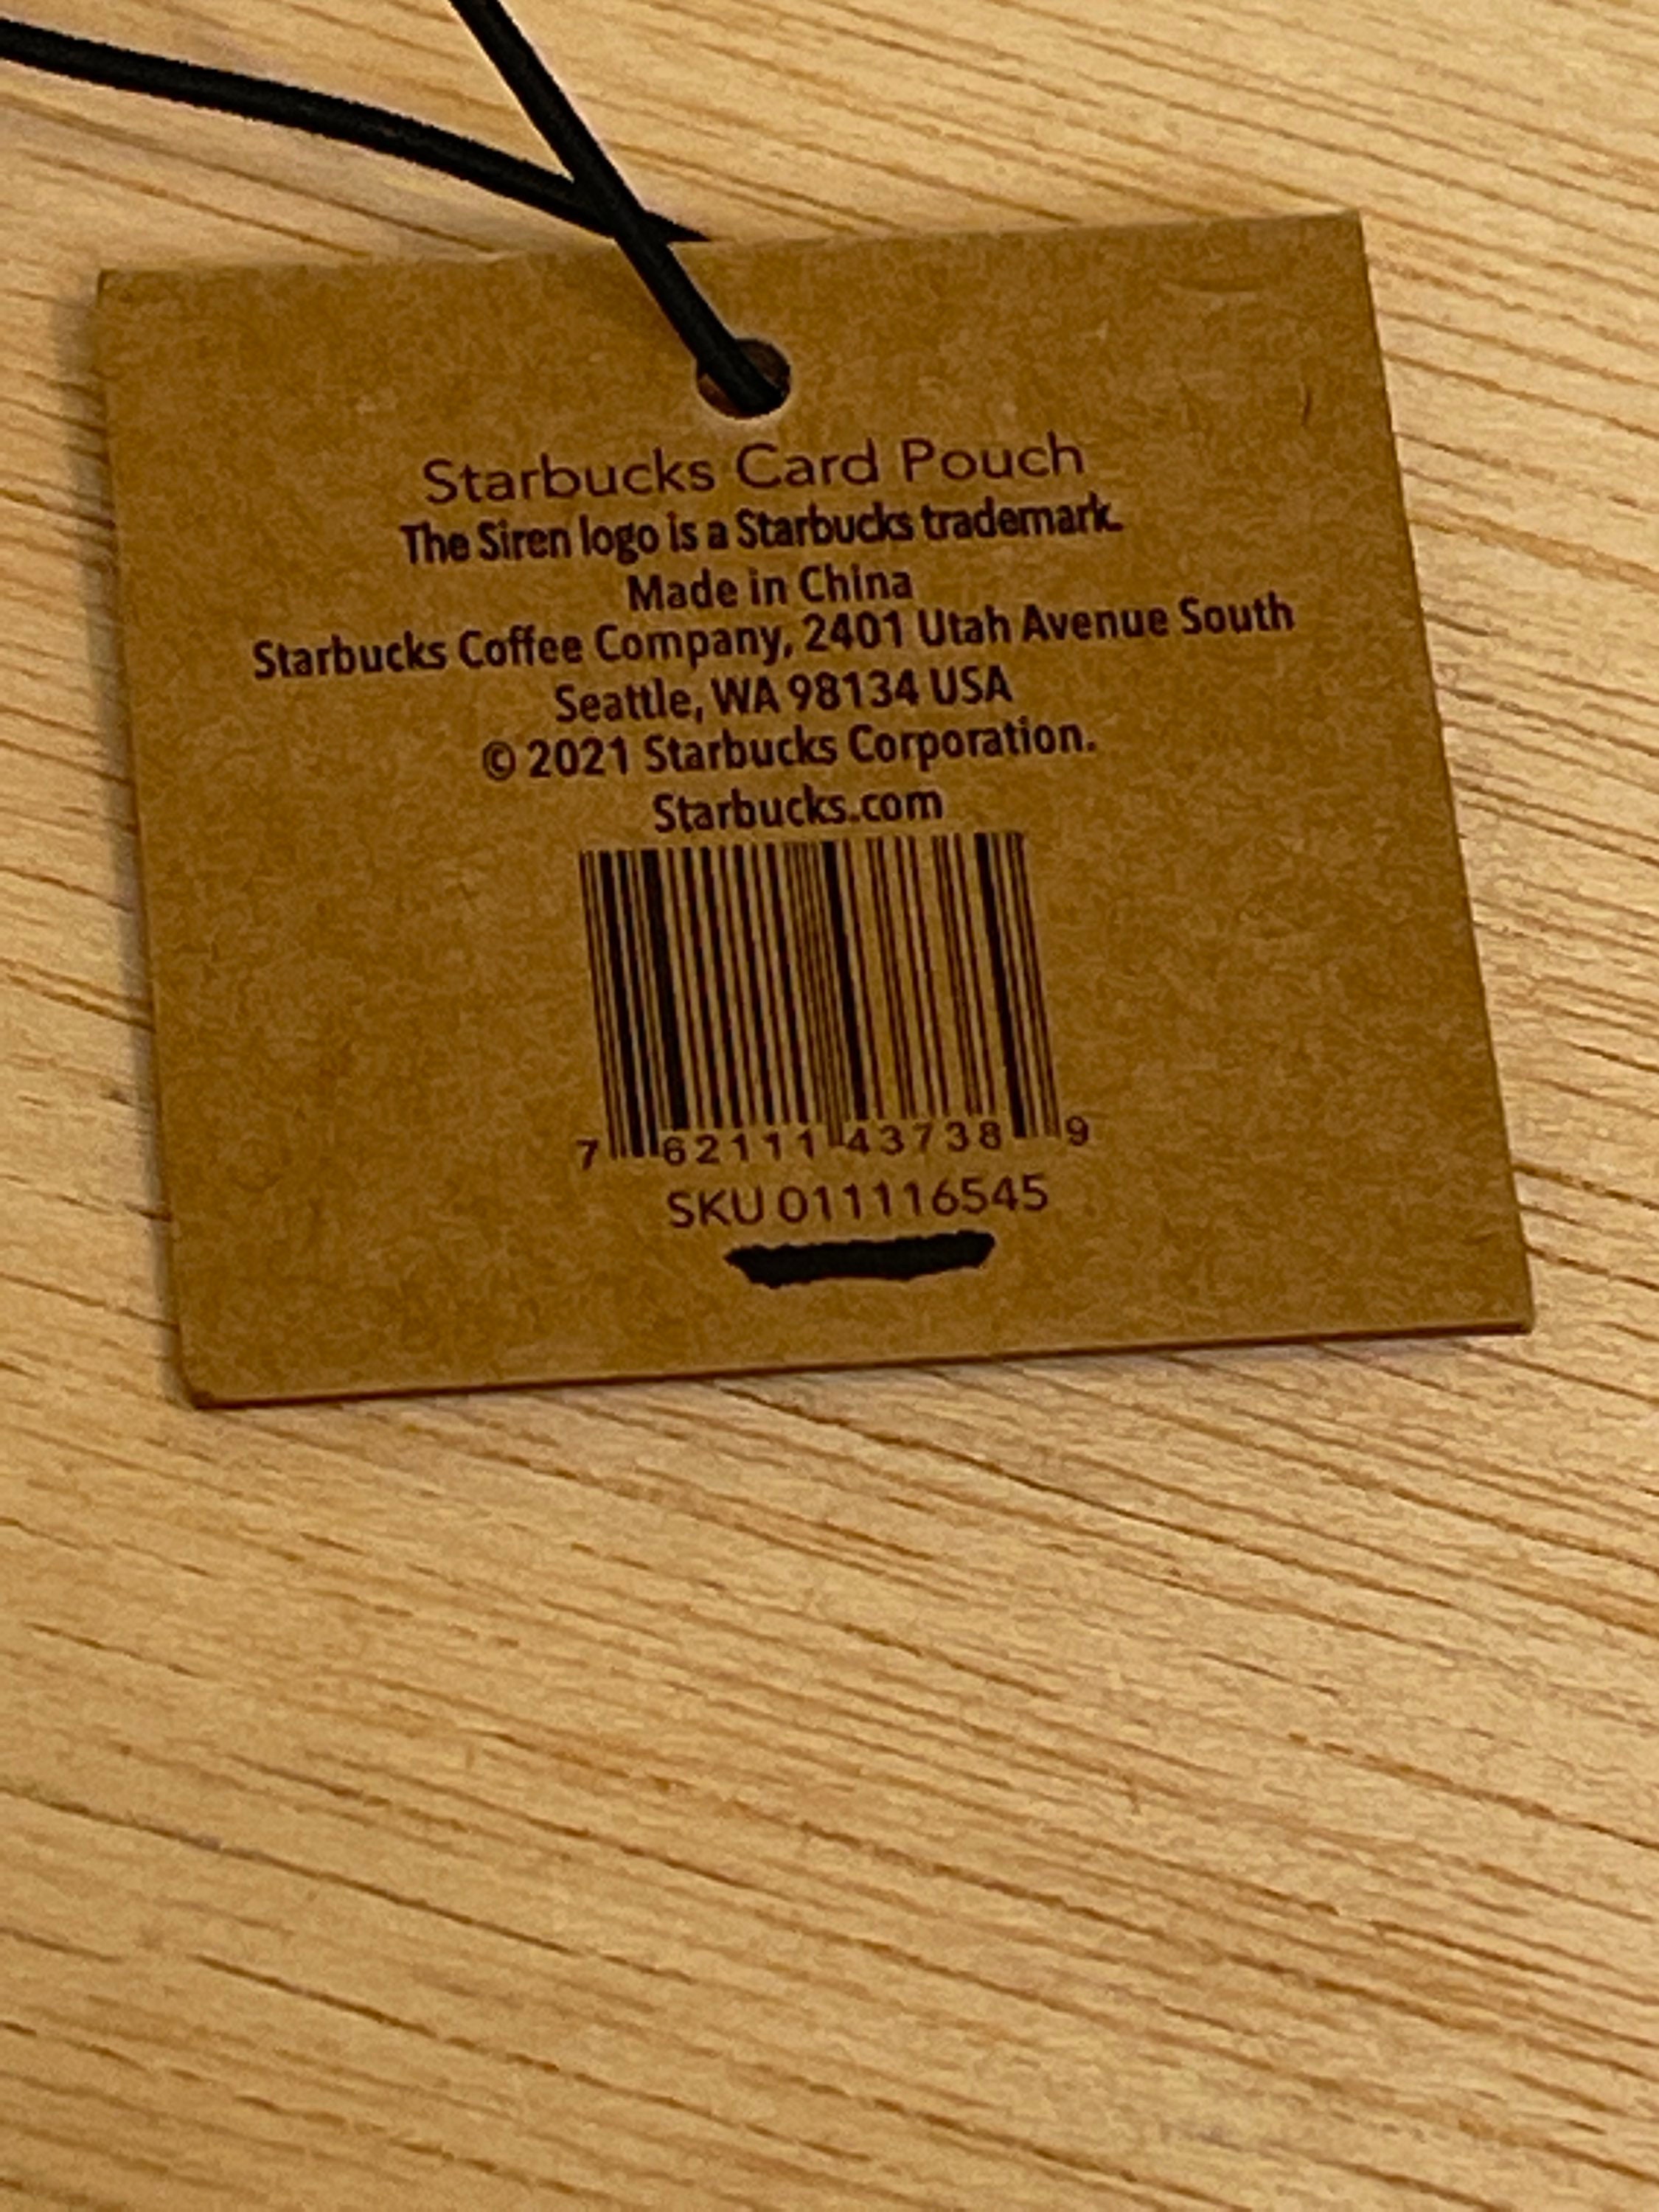 Starbucks Card Pouch
The Siren logo is a Starbucks trademark.
Made in China
Starbucks Coffee Company, 2401 Utah Avenue South
Seattle, WA 98134 USA
© 2021 Starbucks Corporation.
Starbucks.com
7 62111 43738 9
SKU 011116545